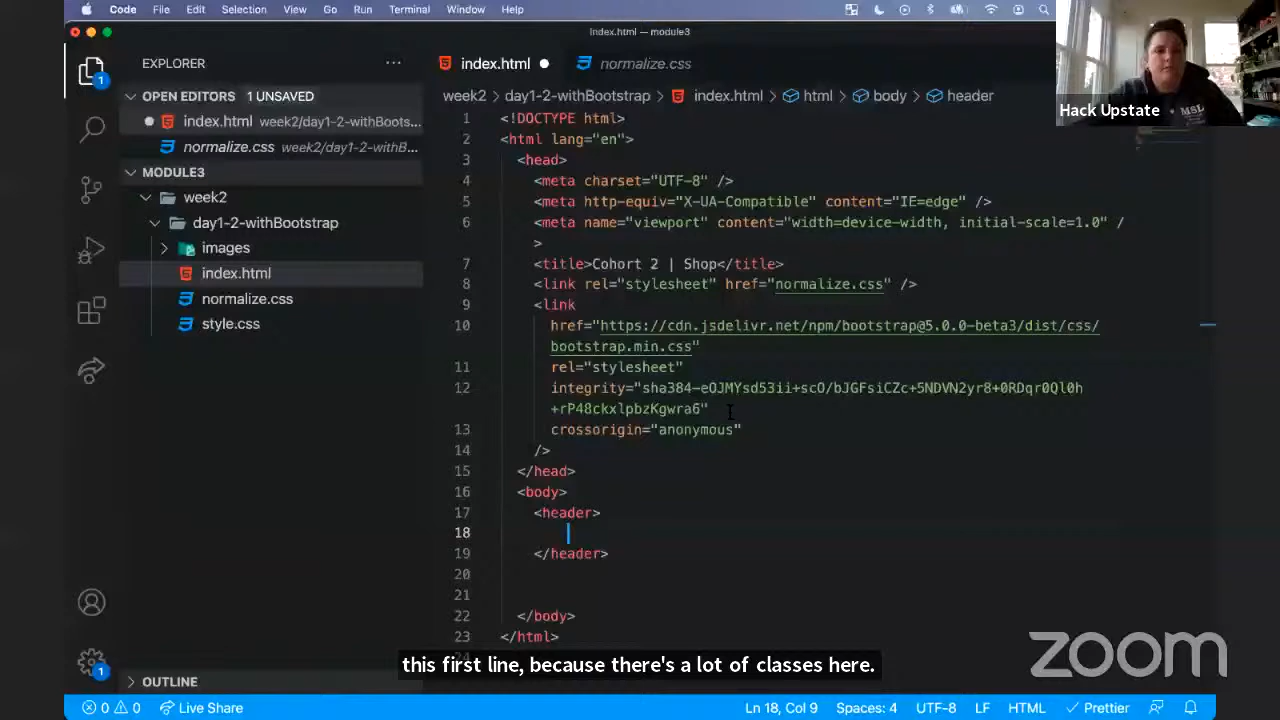 Code File Edit Selection View Go Run Terminal Window Help
index.html — module3
EXPLORER
index.html
normalize.css
Hack Upstate
MSL
OPEN EDITORS 1 UNSAVED
week2 > day1-2-withBootstrap > index.html > html > body > header
index.html week2/day1-2-withBoots...
normalize.css week2/day1-2-withB...
MODULE3
week2
day1-2-withBootstrap
images
index.html
normalize.css
style.css
1 <!DOCTYPE html>
2 <html lang="en">
3 <head>
4 <meta charset="UTF-8" />
5 <meta http-equiv="X-UA-Compatible" content="IE=edge" />
6 <meta name="viewport" content="width=device-width, initial-scale=1.0" /
>
7 <title>Cohort 2 | Shop</title>
8 <link rel="stylesheet" href="normalize.css" />
9 <link
10 href="https://cdn.jsdelivr.net/npm/bootstrap@5.0.0-beta3/dist/css/
bootstrap.min.css"
11 rel="stylesheet"
12 integrity="sha384-eOJMYsd53ii+scO/bJGFsiCZc+5NDVN2yr8+0RDqr0Ql0h
+rP48ckxlpbzKgwra6"
13 crossorigin="anonymous"
14 />
15 </head>
16 <body>
17 <header>
18
19 </header>
20
21
22 </body>
23 </html>
24
this first line, because there's a lot of classes here.
zoom
1
1
OUTLINE
0 0 Live Share
Ln 18, Col 9 Spaces: 4 UTF-8 LF HTML Prettier